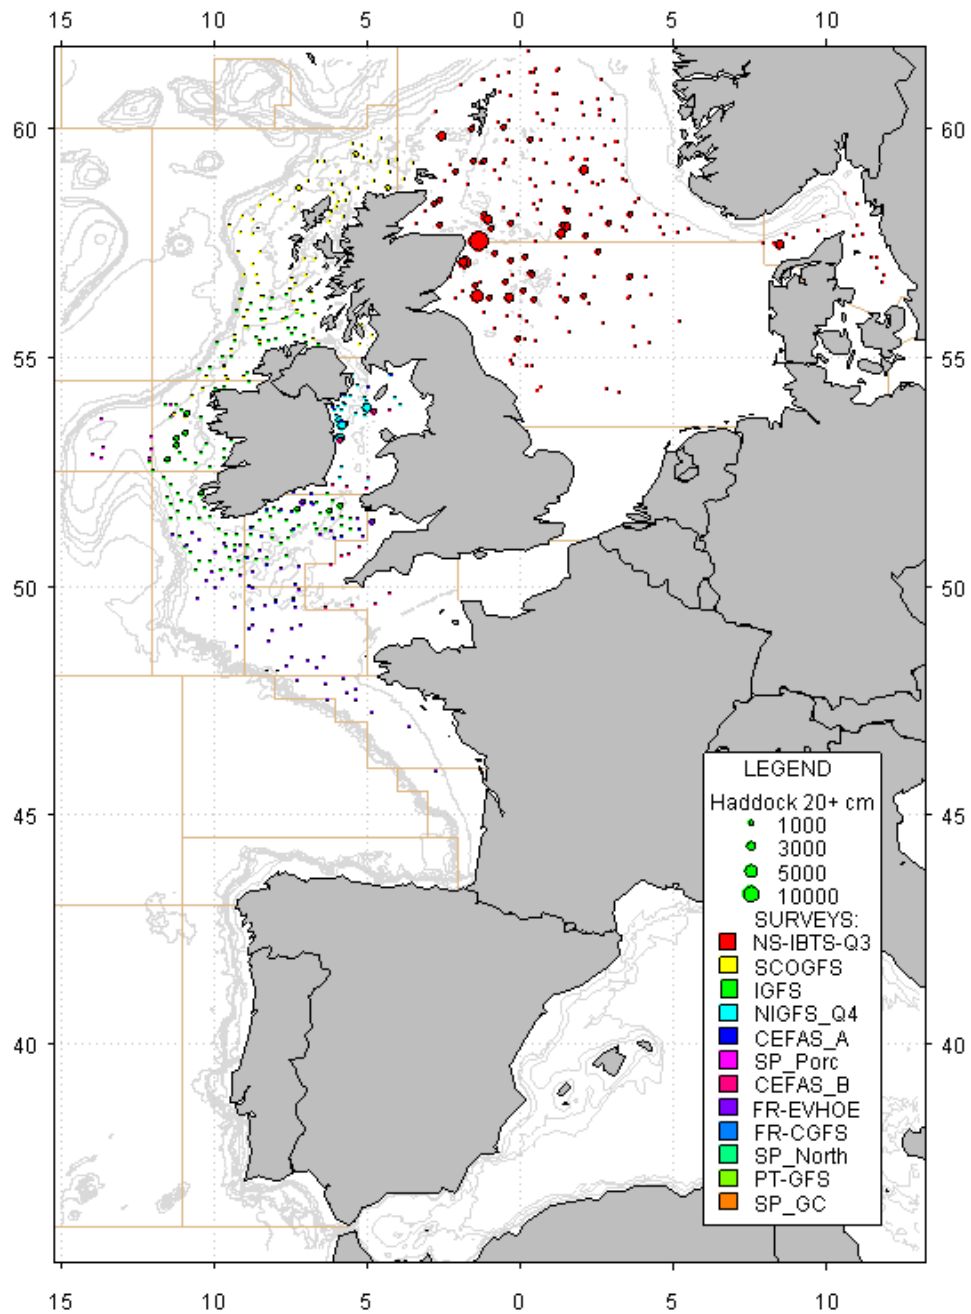 15 10 5 0 5 10
60 60
55 55
50 50
45 45
40 40
LEGEND
Haddock 20+ cm
1000
3000
5000
10000
SURVEYS:
NS-IBTS-Q3
SCOGFS
IGFS
NIGFS_Q4
CEFAS_A
SP_Porc
CEFAS_B
FR-EVHOE
FR-CGFS
SP_North
PT-GFS
SP_GC
15 10 5 0 5 10